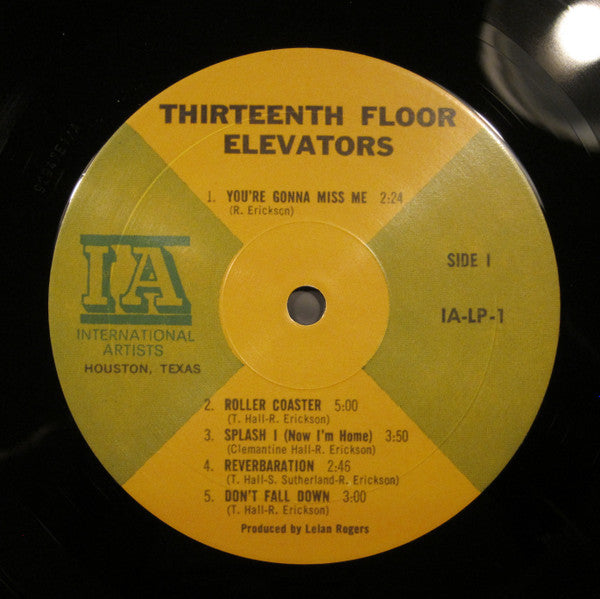 THIRTEENTH FLOOR
ELEVATORS
1. YOU'RE GONNA MISS ME 2:24
(R. Erickson)
IA
INTERNATIONAL
ARTISTS
HOUSTON, TEXAS
SIDE I
IA-LP-1
2. ROLLER COASTER 5:00
(T. Hall-R. Erickson)
3. SPLASH I (Now I'm Home) 3:50
(Clementine Hall-R. Erickson)
4. REVERBARATION 2:46
(T. Hall-S. Sutherland-R. Erickson)
5. DON'T FALL DOWN 3:00
(T. Hall-R. Erickson)
Produced by Lelan Rogers